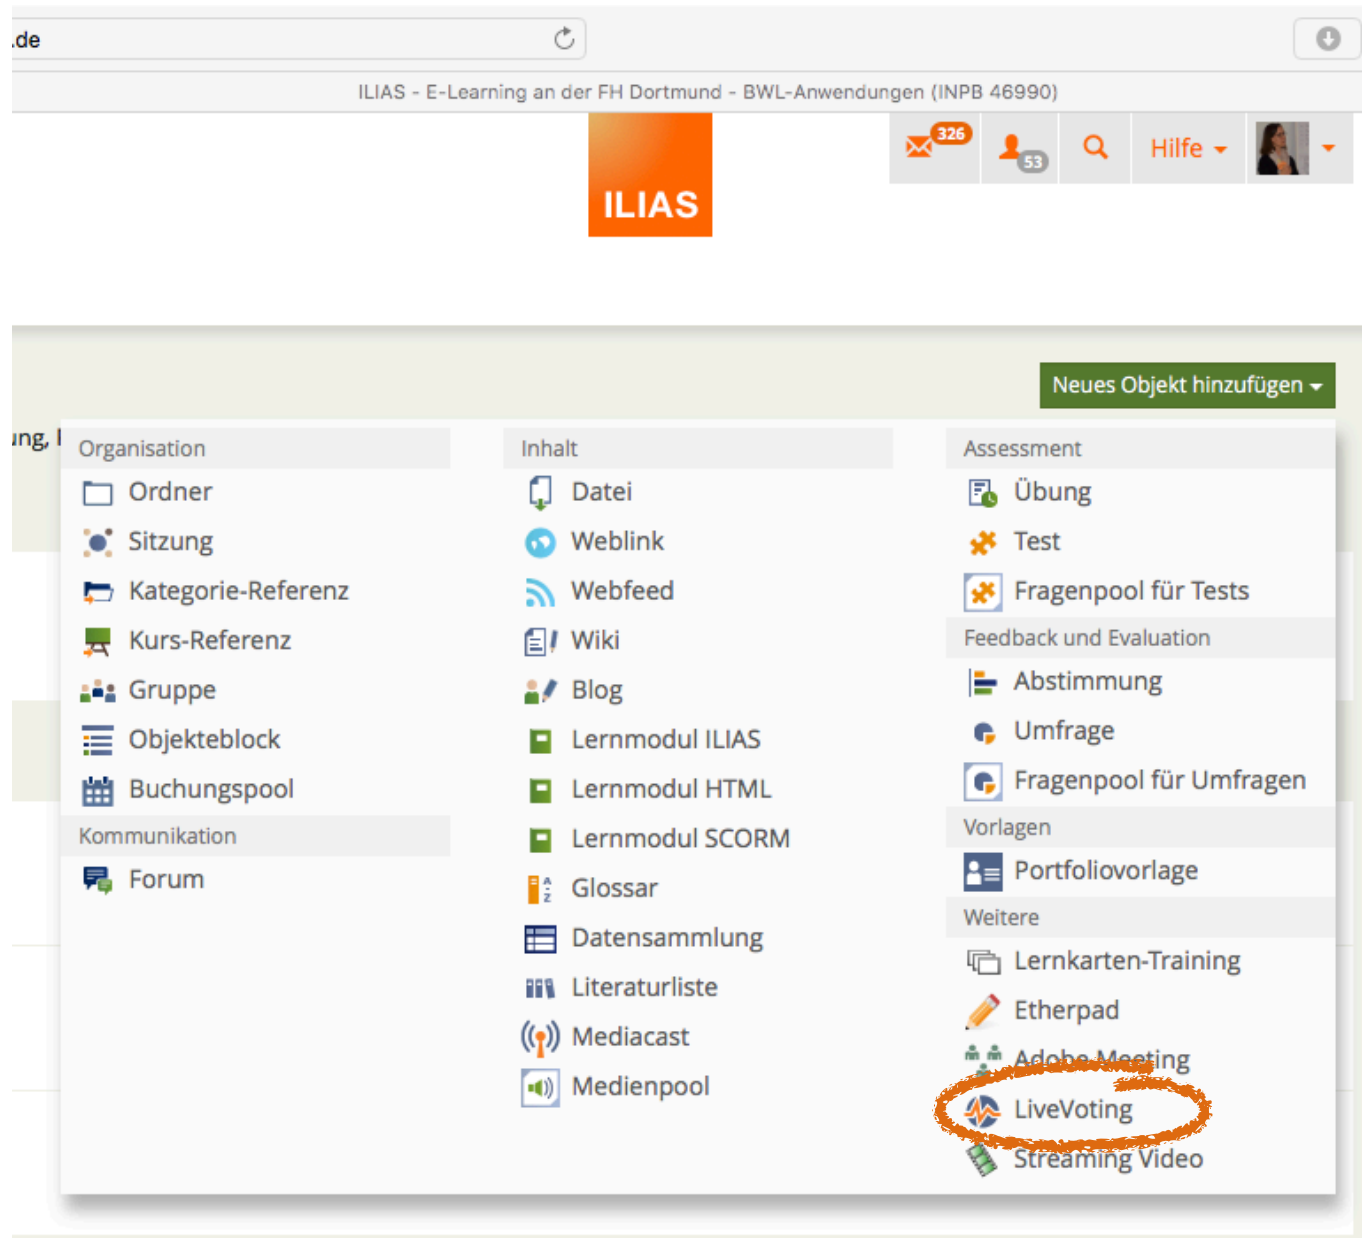 .de
ILIAS - E-Learning an der FH Dortmund - BWL-Anwendungen (INPB 46990)
ILIAS
326
53
Hilfe
Neues Objekt hinzufügen
Organisation
Ordner
Sitzung
Kategorie-Referenz
Kurs-Referenz
Gruppe
Objekteblock
Buchungspool
Kommunikation
Forum
Inhalt
Datei
Weblink
Webfeed
Wiki
Blog
Lernmodul ILIAS
Lernmodul HTML
Lernmodul SCORM
Glossar
Datensammlung
Literaturliste
Mediacast
Medienpool
Assessment
Übung
Test
Fragenpool für Tests
Feedback und Evaluation
Abstimmung
Umfrage
Fragenpool für Umfragen
Vorlagen
Portfoliovorlage
Weitere
Lernkarten-Training
Etherpad
Adobe Meeting
LiveVoting
Streaming Video